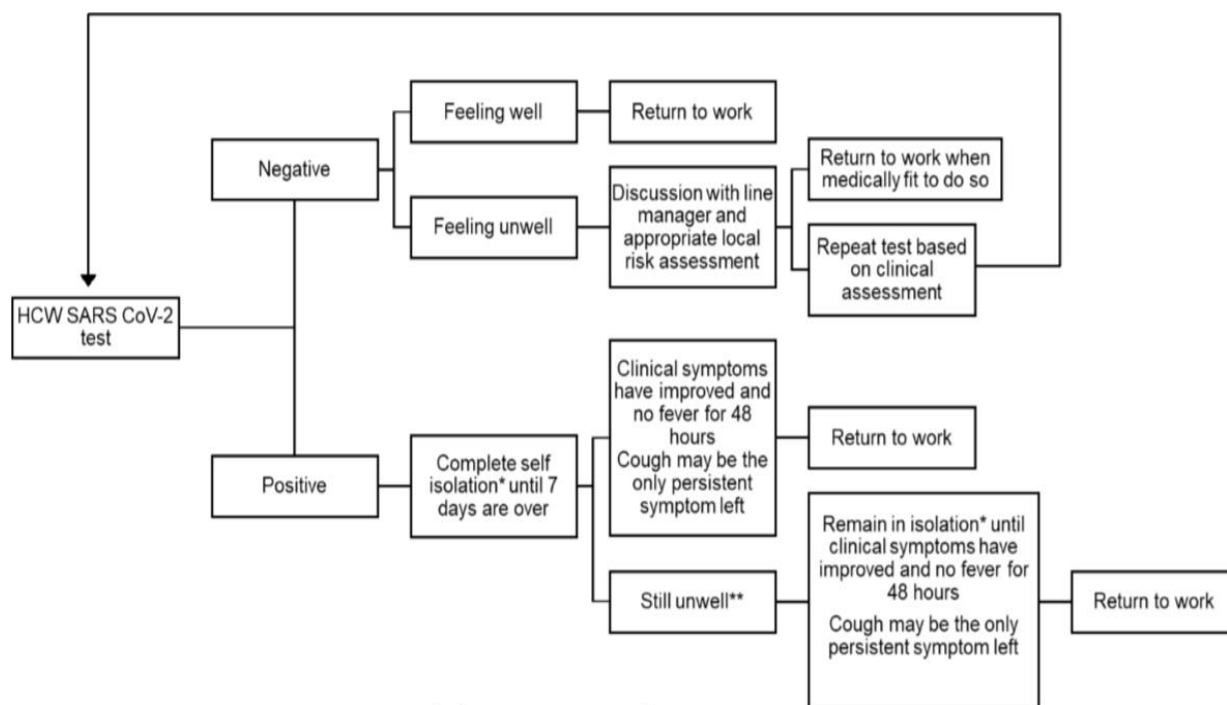 Feeling well
Return to work
Negative
Feeling unwell
Discussion with line
manager and
appropriate local
risk assessment
Return to work when
medically fit to do so
Repeat test based
on clinical
assessment
HCW SARS CoV-2
test
Positive
Complete self
isolation* until 7
days are over
Clinical symptoms
have improved and
no fever for 48
hours
Cough may be the
only persistent
symptom left
Return to work
Still unwell**
Remain in isolation* until
clinical symptoms have
improved and no fever for
48 hours
Cough may be the only
persistent symptom left
Return to work